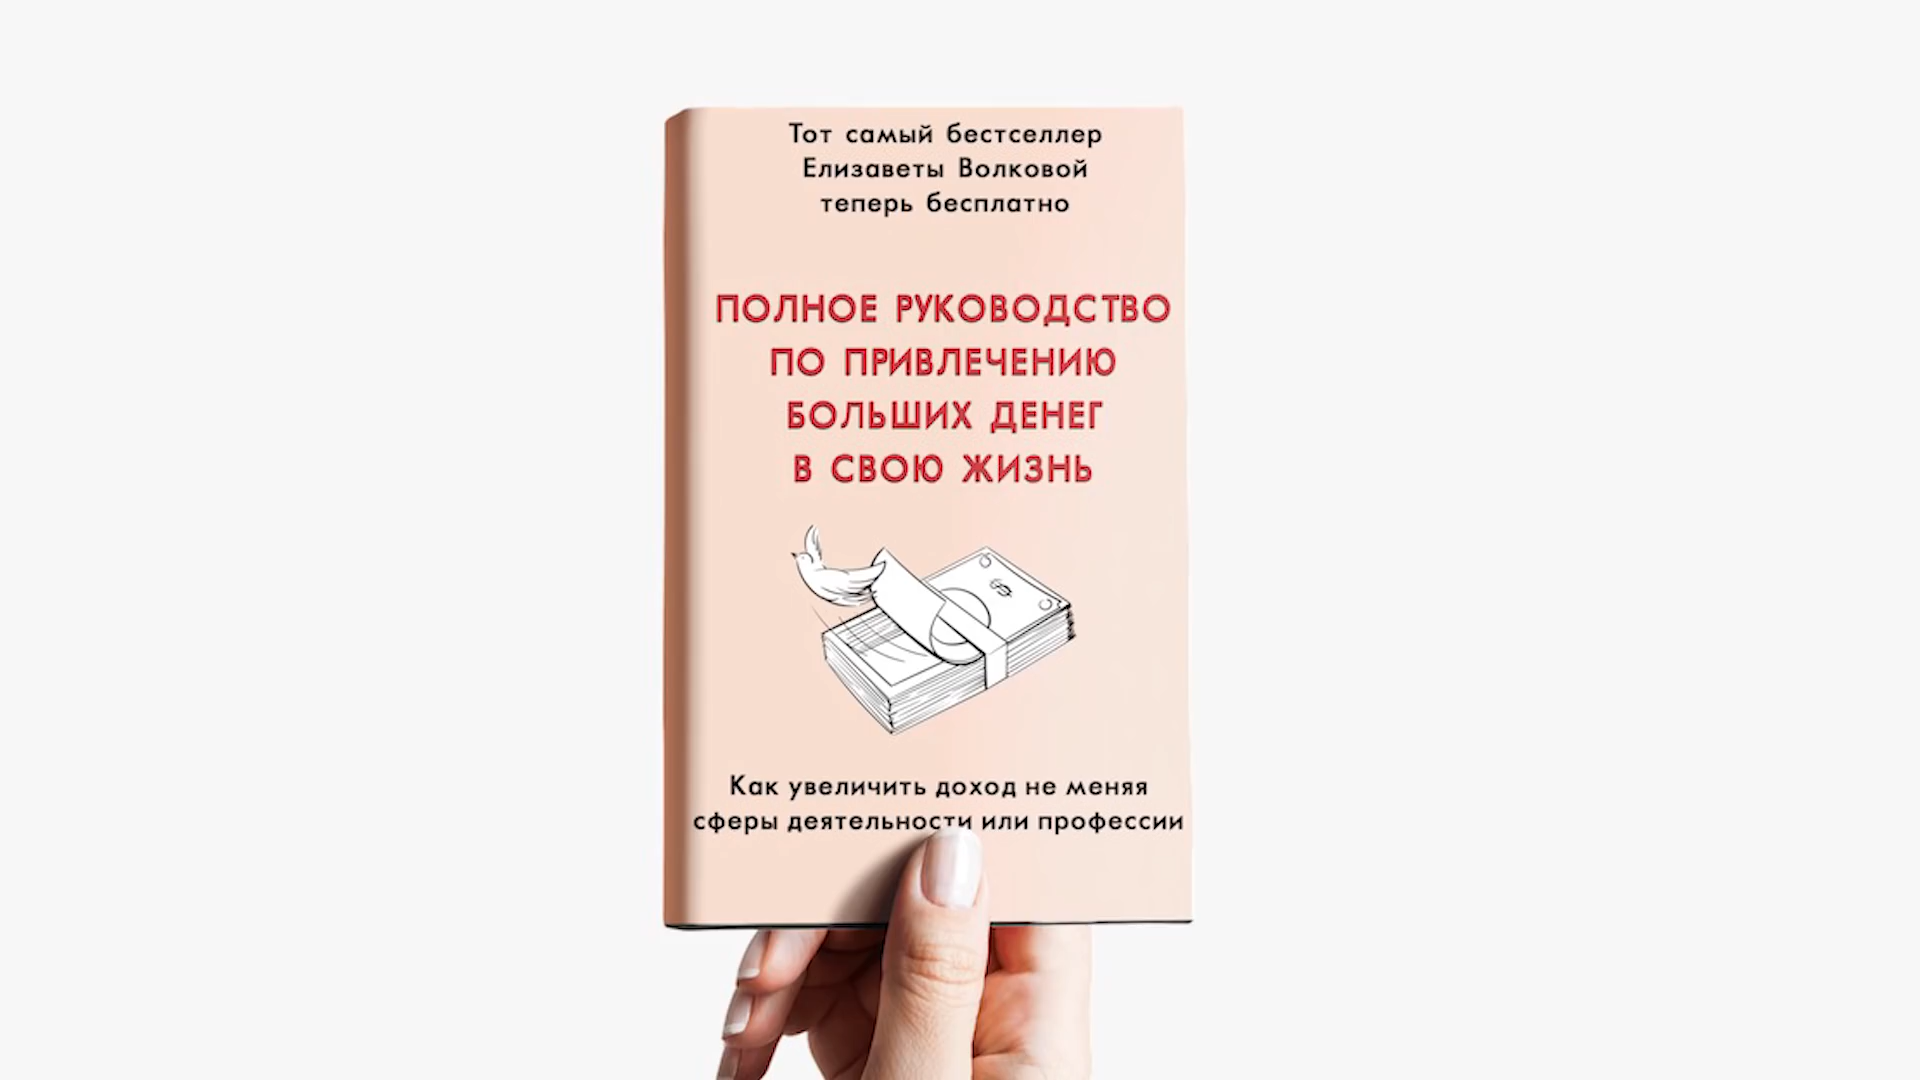 Тот самый бестселлер
Елизаветы Волковой
теперь бесплатно
ПОЛНОЕ РУКОВОДСТВО
ПО ПРИВЛЕЧЕНИЮ
БОЛЬШИХ ДЕНЕГ
В СВОЮ ЖИЗНЬ
$
Как увеличить доход не меняя
сферы деятельности или профессии